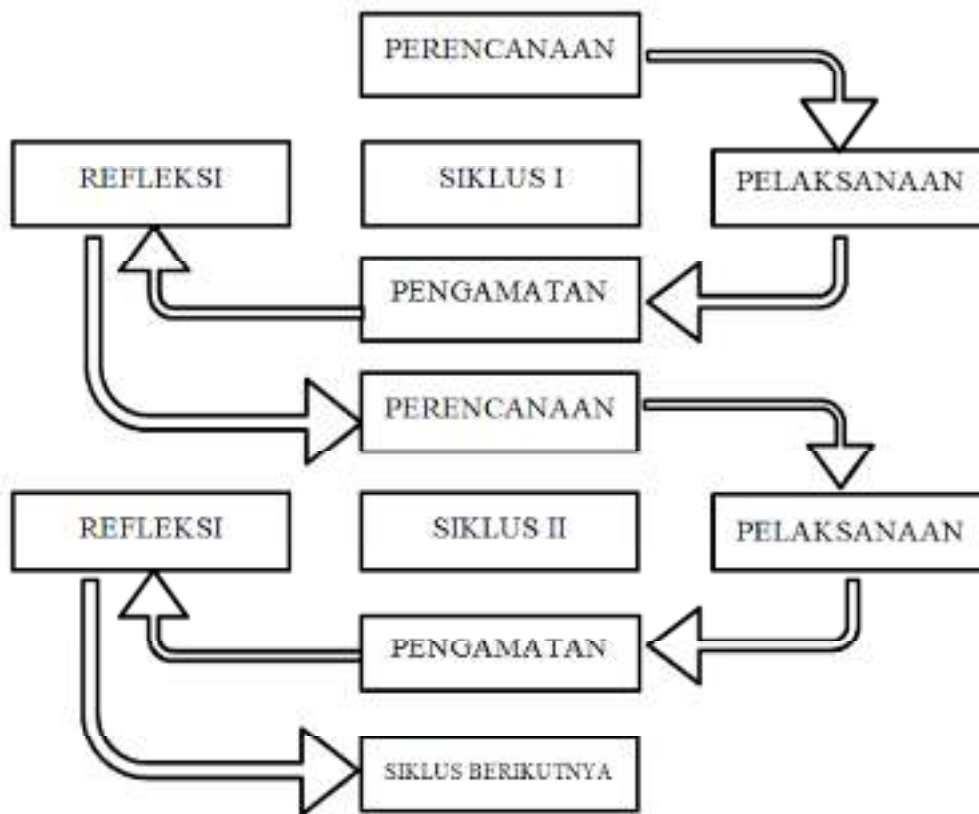 PERENCANAAN
REFLEKSI
SIKLUS I
PELAKSANAAN
PENGAMATAN
PERENCANAAN
REFLEKSI
SIKLUS II
PELAKSANAAN
PENGAMATAN
SIKLUS BERIKUTNYA